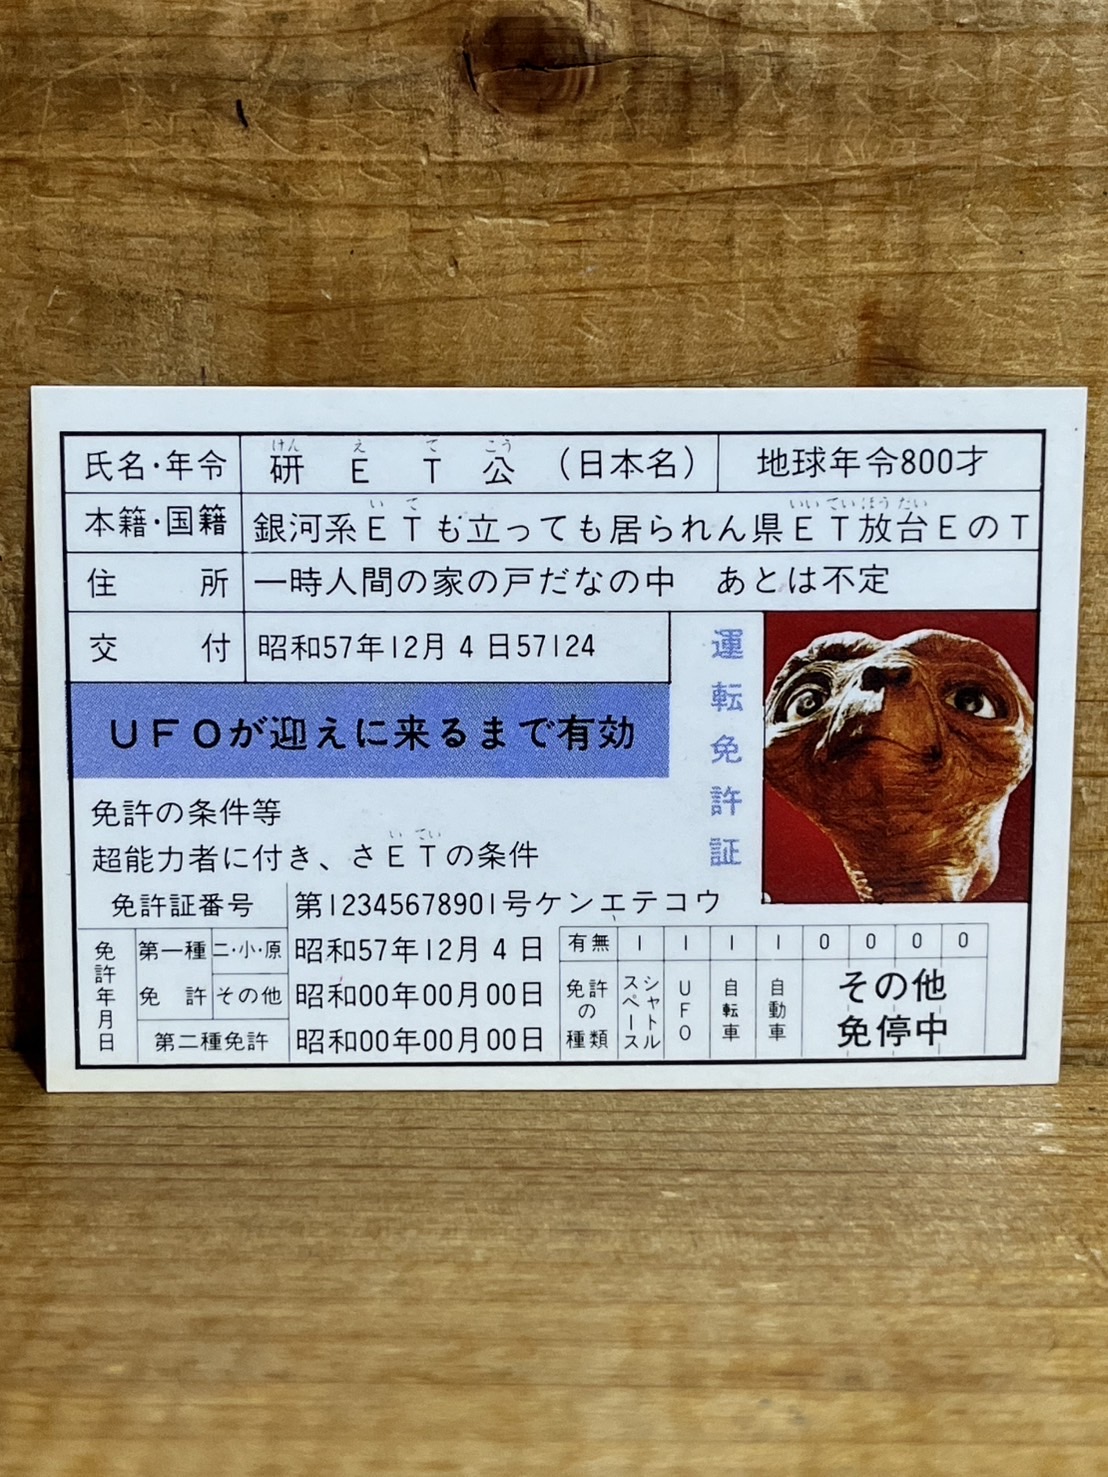 氏名・年令 研ET公(日本名) 地球年令800才
けん え て こう
本籍・国籍 銀河系ETも立っても居られん県ET放台EのT
い て いい てい ほう だい
住所 一時人間の家の戸だなの中 あとは不定
交付 昭和57年12月4日57124
UFOが迎えに来るまで有効
運転免許証
免許の条件等
超能力者に付き、さETの条件
い てい
免許証番号 第12345678901号ケンエテコウ
免許年月日
第一種免許 二・小・原 昭和57年12月4日
その他 昭和00年00月00日
第二種免許 昭和00年00月00日
有無 1 1 1 1 0 0 0 0
免許の種類 スペースシャトル UFO 自転車 自動車
その他
免停中